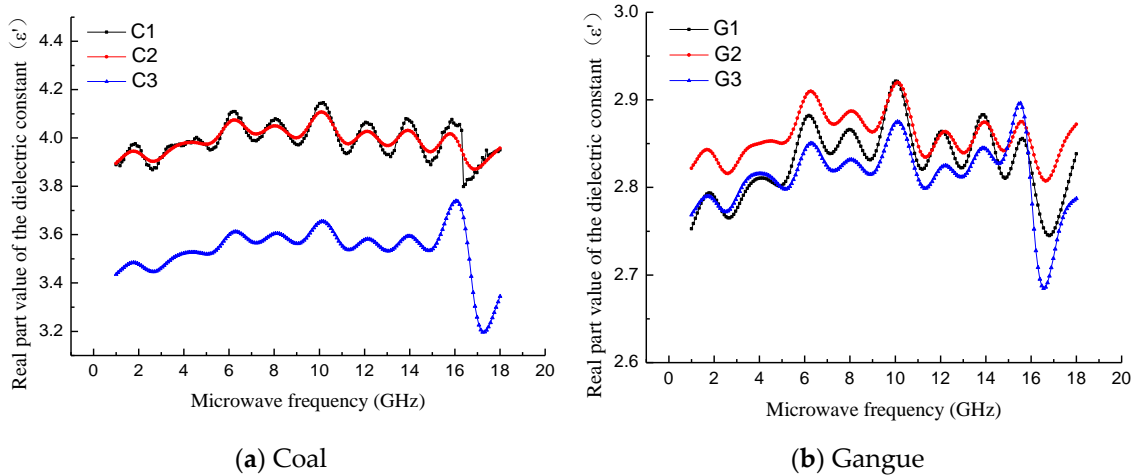 Real part value of the dielectric constant (ε')
4.4
4.2
4.0
3.8
3.6
3.4
3.2
C1
C2
C3
0 2 4 6 8 10 12 14 16 18 20
Microwave frequency (GHz)
(a) Coal
Real part value of the dielectric constant (ε')
3.0
2.9
2.8
2.7
2.6
G1
G2
G3
0 2 4 6 8 10 12 14 16 18 20
Microwave frequency (GHz)
(b) Gangue